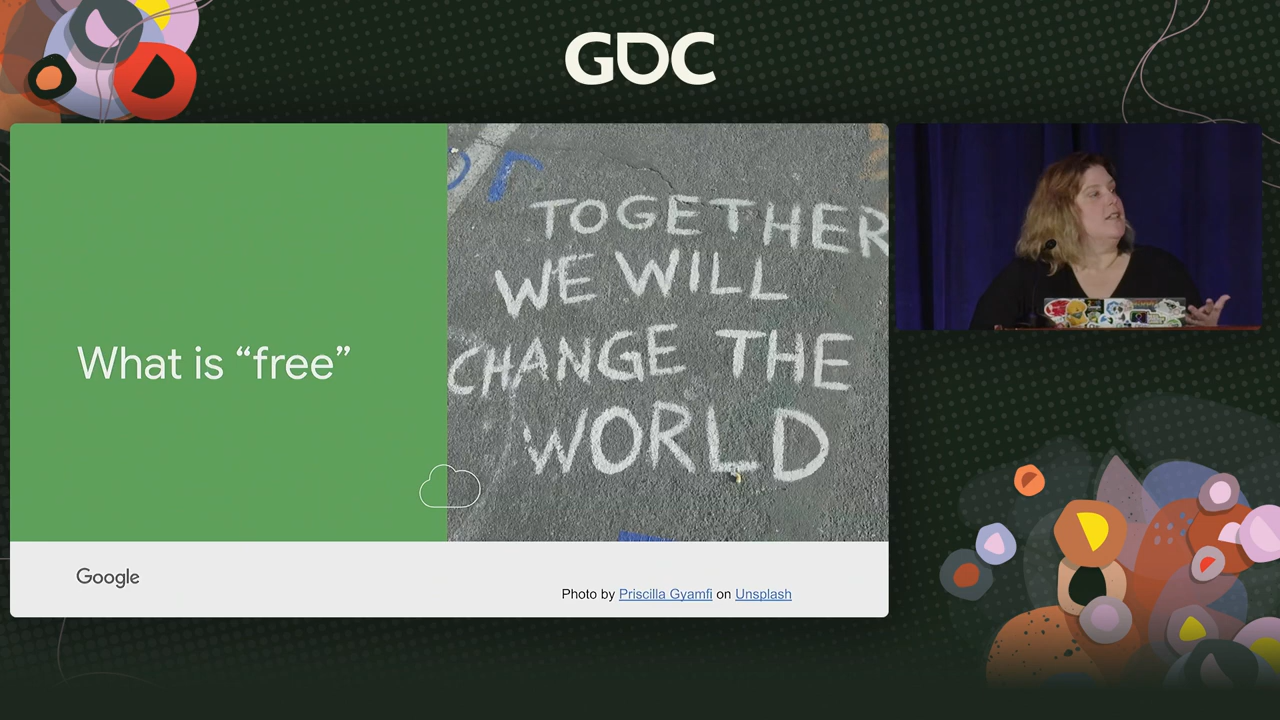 GDC
What is “free”
TOGETHER
WE WILL
CHANGE THE
WORLD
Google
Photo by Priscilla Gyamfi on Unsplash